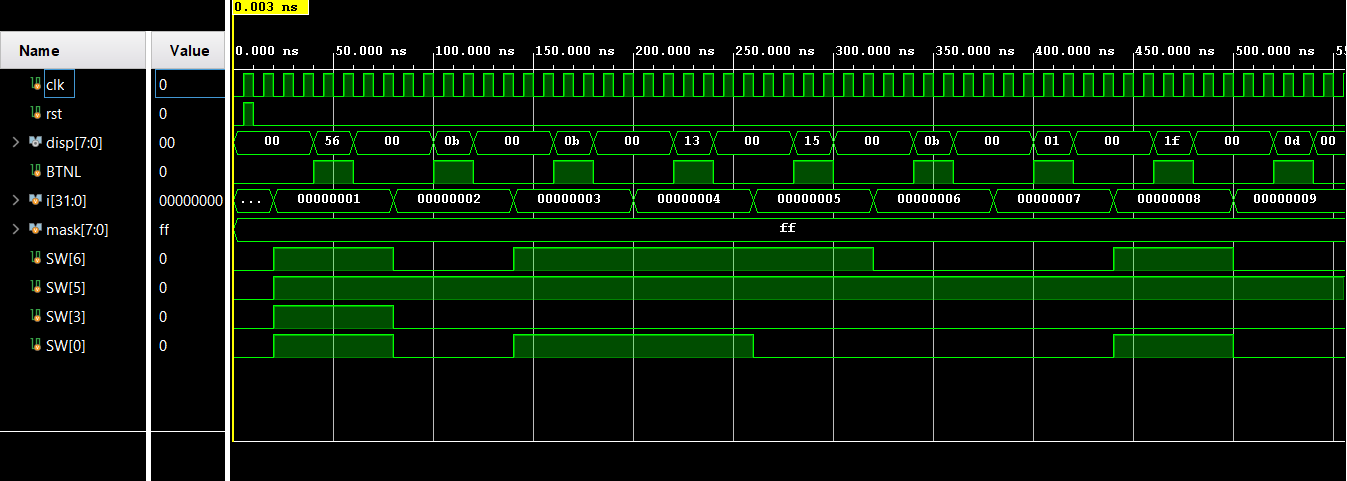 0.003 ns
Name Value 0.000 ns 50.000 ns 100.000 ns 150.000 ns 200.000 ns 250.000 ns 300.000 ns 350.000 ns 400.000 ns 450.000 ns 500.000 ns
clk 0
rst 0
disp[7:0] 00 00 56 00 0b 00 0b 00 13 00 15 00 0b 00 01 00 1f 00 0d 00
BTNL 0
i[31:0] 00000000 ... 00000001 00000002 00000003 00000004 00000005 00000006 00000007 00000008 00000009
mask[7:0] ff ff
SW[6] 0
SW[5] 0
SW[3] 0
SW[0] 0